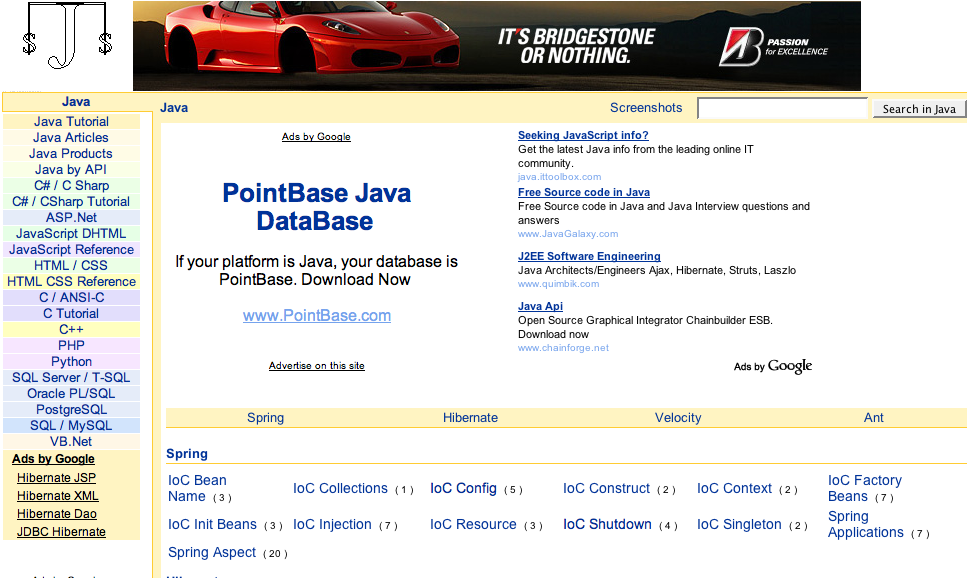 $ J $
IT'S BRIDGESTONE
OR NOTHING.
PASSION
for EXCELLENCE
Java
Java Tutorial
Java Articles
Java Products
Java by API
C# / C Sharp
C# / CSharp Tutorial
ASP.Net
JavaScript DHTML
JavaScript Reference
HTML / CSS
HTML CSS Reference
C / ANSI-C
C Tutorial
C++
PHP
Python
SQL Server / T-SQL
Oracle PL/SQL
PostgreSQL
SQL / MySQL
VB.Net
Ads by Google
Hibernate JSP
Hibernate XML
Hibernate Dao
JDBC Hibernate
Java Screenshots Search in Java
Ads by Google
PointBase Java
DataBase
If your platform is Java, your database is
PointBase. Download Now
www.PointBase.com
Advertise on this site
Seeking JavaScript info?
Get the latest Java info from the leading online IT
community.
java.ittoolbox.com
Free Source code in Java
Free Source code in Java and Java Interview questions and
answers
www.JavaGalaxy.com
J2EE Software Engineering
Java Architects/Engineers Ajax, Hibernate, Struts, Laszlo
www.quimbik.com
Java Api
Open Source Graphical Integrator Chainbuilder ESB.
Download now
www.chainforge.net
Ads by Google
Spring Hibernate Velocity Ant
Spring
IoC Bean
Name ( 3 )
IoC Collections ( 1 )
IoC Config ( 5 )
IoC Construct ( 2 )
IoC Context ( 2 )
IoC Factory
Beans ( 7 )
IoC Init Beans ( 3 )
IoC Injection ( 7 )
IoC Resource ( 3 )
IoC Shutdown ( 4 )
IoC Singleton ( 2 )
Spring
Applications ( 7 )
Spring Aspect ( 20 )